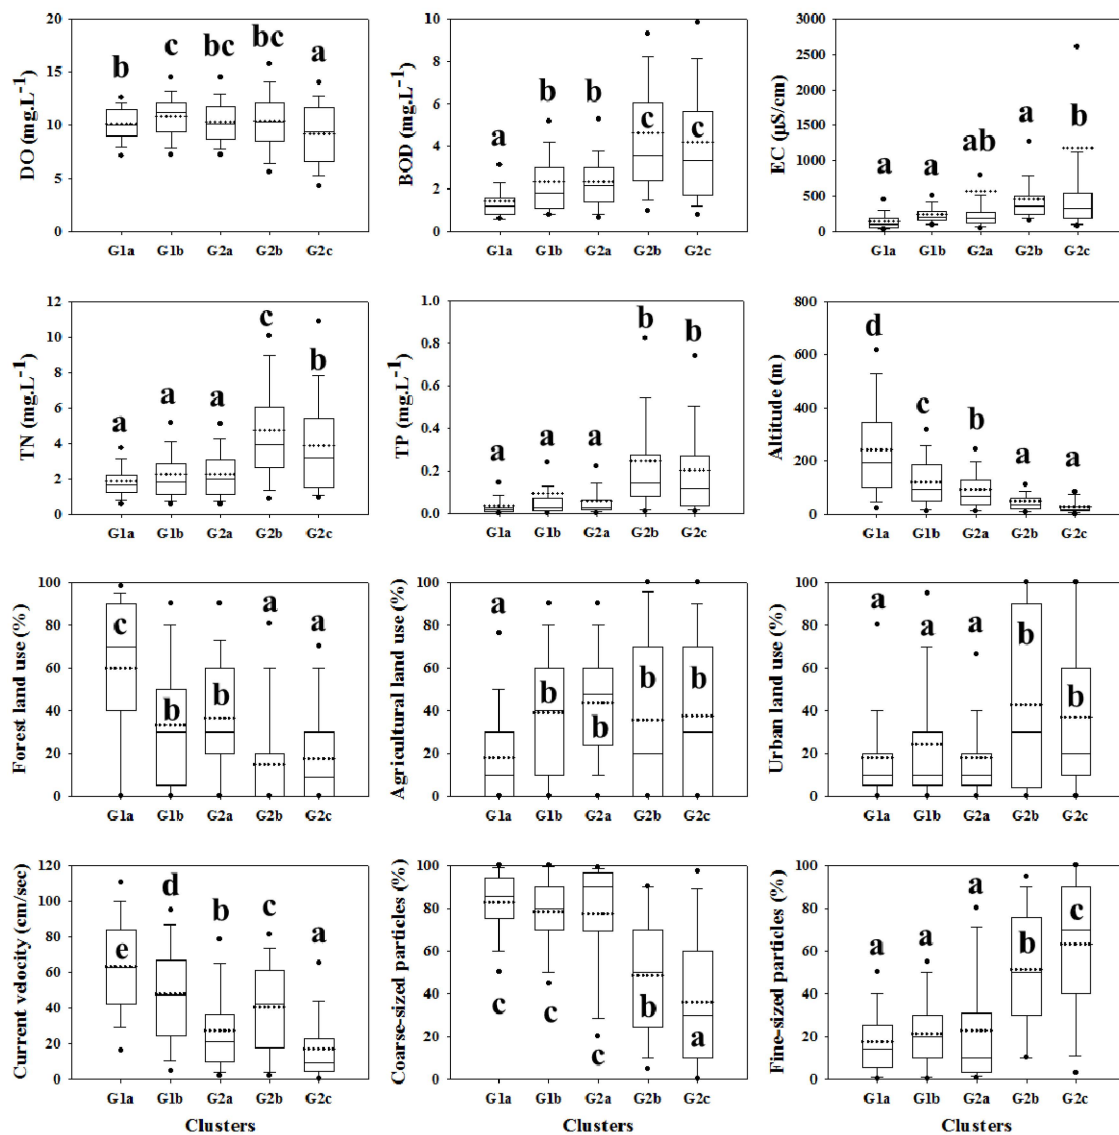 DO (mg.L-1)
20
15
10
5
0
b
c
bc
bc
a
G1a G1b G2a G2b G2c
BOD (mg.L-1)
10
8
6
4
2
0
a
b
b
c
c
G1a G1b G2a G2b G2c
EC (µS/cm)
3000
2500
2000
1500
1000
500
0
a
a
ab
a
b
G1a G1b G2a G2b G2c
TN (mg.L-1)
12
10
8
6
4
2
0
a
a
a
c
b
G1a G1b G2a G2b G2c
TP (mg.L-1)
1.0
0.8
0.6
0.4
0.2
0.0
a
a
a
b
b
G1a G1b G2a G2b G2c
Altitude (m)
800
600
400
200
0
d
c
b
a
a
G1a G1b G2a G2b G2c
Forest land use (%)
100
80
60
40
20
0
c
b
b
a
a
G1a G1b G2a G2b G2c
Agricultural land use (%)
100
80
60
40
20
0
a
b
b
b
b
G1a G1b G2a G2b G2c
Urban land use (%)
100
80
60
40
20
0
a
a
a
b
b
G1a G1b G2a G2b G2c
Current velocity (cm/sec)
120
100
80
60
40
20
0
e
d
b
c
a
G1a G1b G2a G2b G2c
Clusters
Coarse-sized particles (%)
100
80
60
40
20
0
c
c
c
b
a
G1a G1b G2a G2b G2c
Clusters
Fine-sized particles (%)
100
80
60
40
20
0
a
a
a
b
c
G1a G1b G2a G2b G2c
Clusters